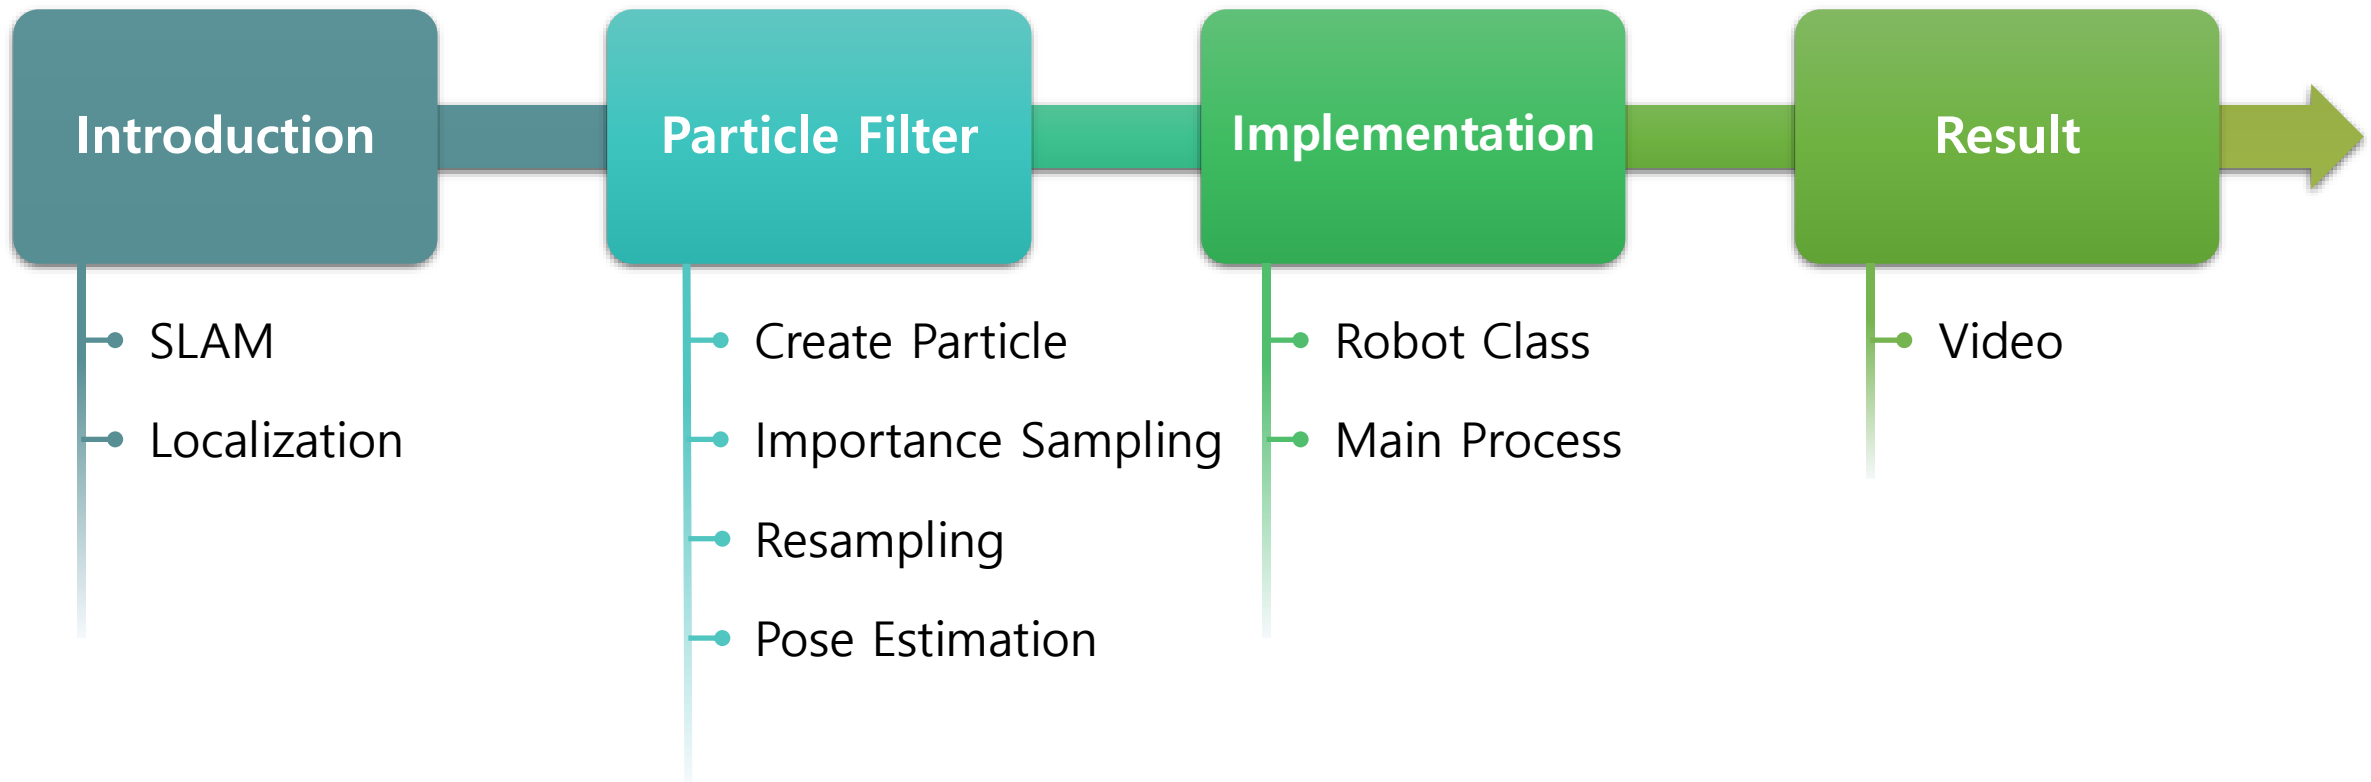 Introduction
SLAM
Localization
Particle Filter
Create Particle
Importance Sampling
Resampling
Pose Estimation
Implementation
Robot Class
Main Process
Result
Video